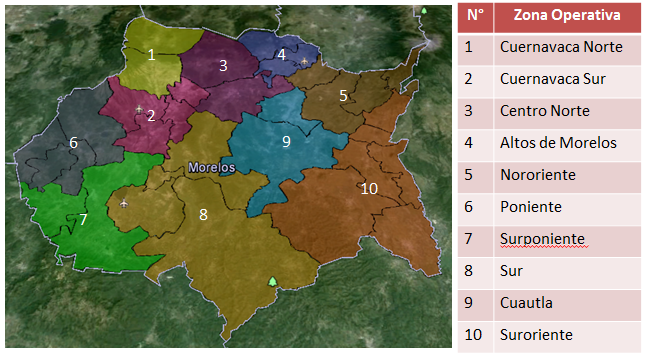 1
3
4
2
5
9
6
Morelos
10
7
8
N° Zona Operativa
1 Cuernavaca Norte
2 Cuernavaca Sur
3 Centro Norte
4 Altos de Morelos
5 Nororiente
6 Poniente
7 Surponiente
8 Sur
9 Cuautla
10 Suroriente